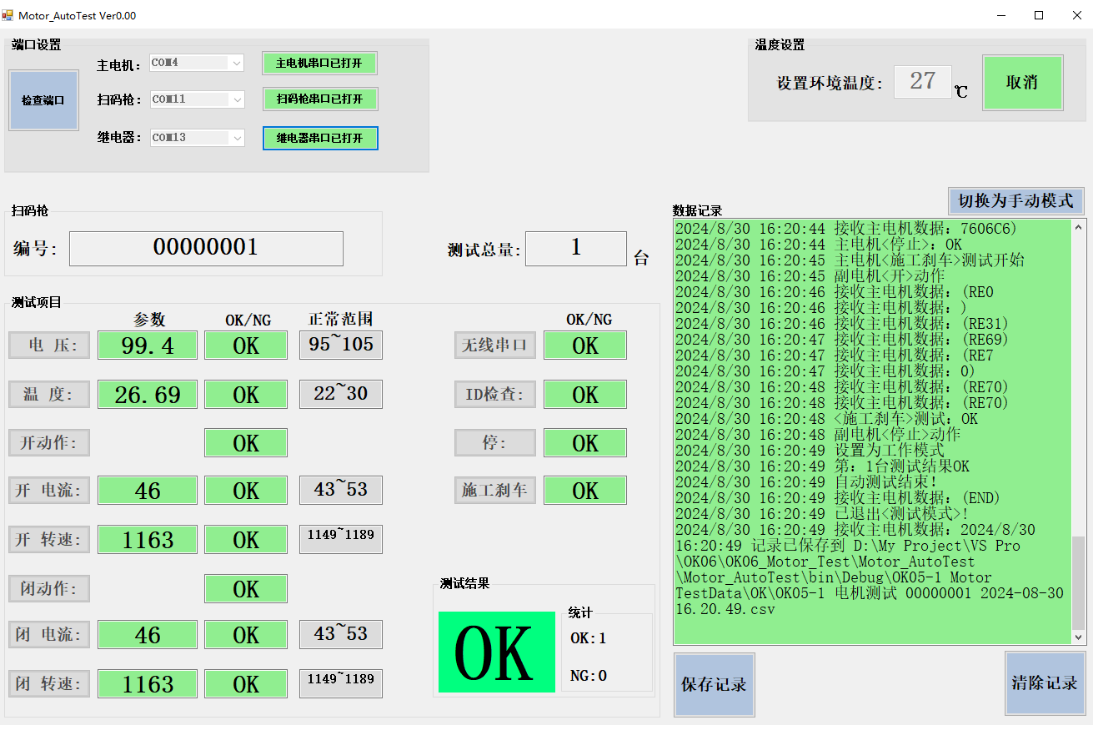 Motor_AutoTest Ver0.00
端口设置
检查端口
主电机: COM4 主电机串口已打开
扫码枪: COM11 扫码枪串口已打开
继电器: COM13 继电器串口已打开
温度设置
设置环境温度: 27 ℃ 取消
扫码枪
编号: 00000001
测试总量: 1 台
切换为手动模式
测试项目
参数 OK/NG 正常范围
电 压: 99.4 OK 95~105
温 度: 26.69 OK 22~30
开动作: OK
开 电流: 46 OK 43~53
开 转速: 1163 OK 1149~1189
闭动作: OK
闭 电流: 46 OK 43~53
闭 转速: 1163 OK 1149~1189
OK/NG
无线串口 OK
ID检查: OK
停: OK
施工刹车 OK
测试结果
OK
统计
OK:1
NG:0
数据记录
2024/8/30 16:20:44 接收主电机数据: 7606C6)
2024/8/30 16:20:44 主电机<停止>: OK
2024/8/30 16:20:45 主电机<施工刹车>测试开始
2024/8/30 16:20:45 副电机<开>动作
2024/8/30 16:20:46 接收主电机数据: (RE0
2024/8/30 16:20:46 接收主电机数据: )
2024/8/30 16:20:46 接收主电机数据: (RE31)
2024/8/30 16:20:47 接收主电机数据: (RE69)
2024/8/30 16:20:47 接收主电机数据: (RE7
2024/8/30 16:20:47 接收主电机数据: 0)
2024/8/30 16:20:48 接收主电机数据: (RE70)
2024/8/30 16:20:48 接收主电机数据: (RE70)
2024/8/30 16:20:48 <施工刹车>测试: OK
2024/8/30 16:20:48 副电机<停止>动作
2024/8/30 16:20:49 设置为工作模式
2024/8/30 16:20:49 第: 1台测试结果OK
2024/8/30 16:20:49 自动测试结束!
2024/8/30 16:20:49 接收主电机数据: (END)
2024/8/30 16:20:49 已退出<测试模式>!
2024/8/30 16:20:49 接收主电机数据: 2024/8/30
16:20:49 记录已保存到 D:\My Project\VS Pro
\OK06\OK06_Motor_Test\Motor_AutoTest
\Motor_AutoTest\bin\Debug\OK05-1 Motor
TestData\OK\OK05-1 电机测试 00000001 2024-08-30
16.20.49.csv
保存记录
清除记录